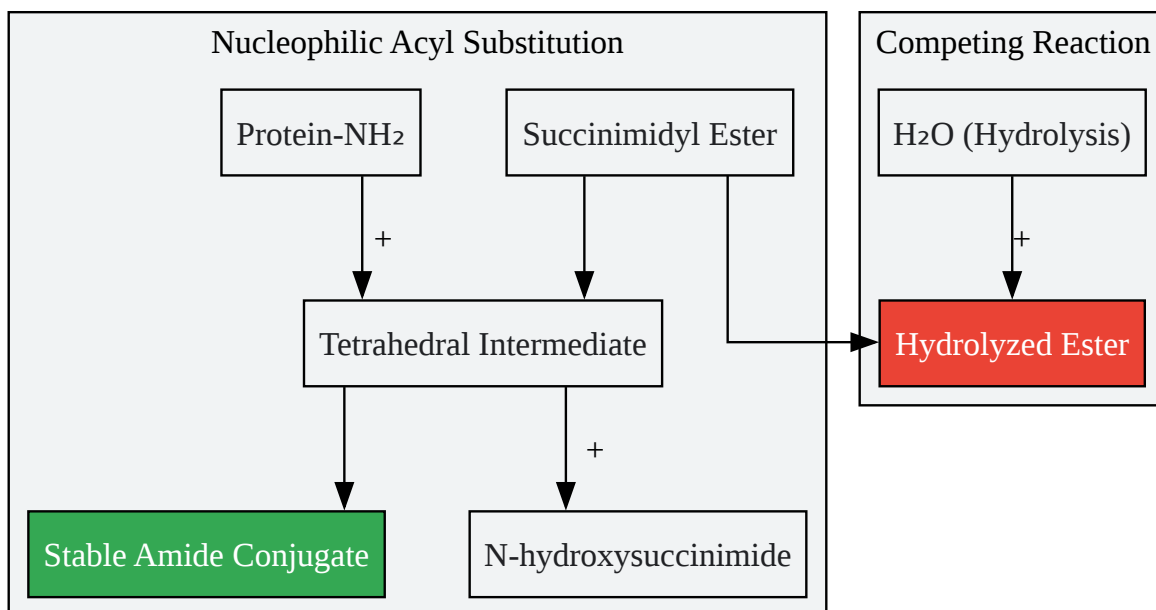 Nucleophilic Acyl Substitution
Competing Reaction
Protein-NH₂
Succinimidyl Ester
H₂O (Hydrolysis)
+
+
Tetrahedral Intermediate
Hydrolyzed Ester
+
Stable Amide Conjugate
N-hydroxysuccinimide